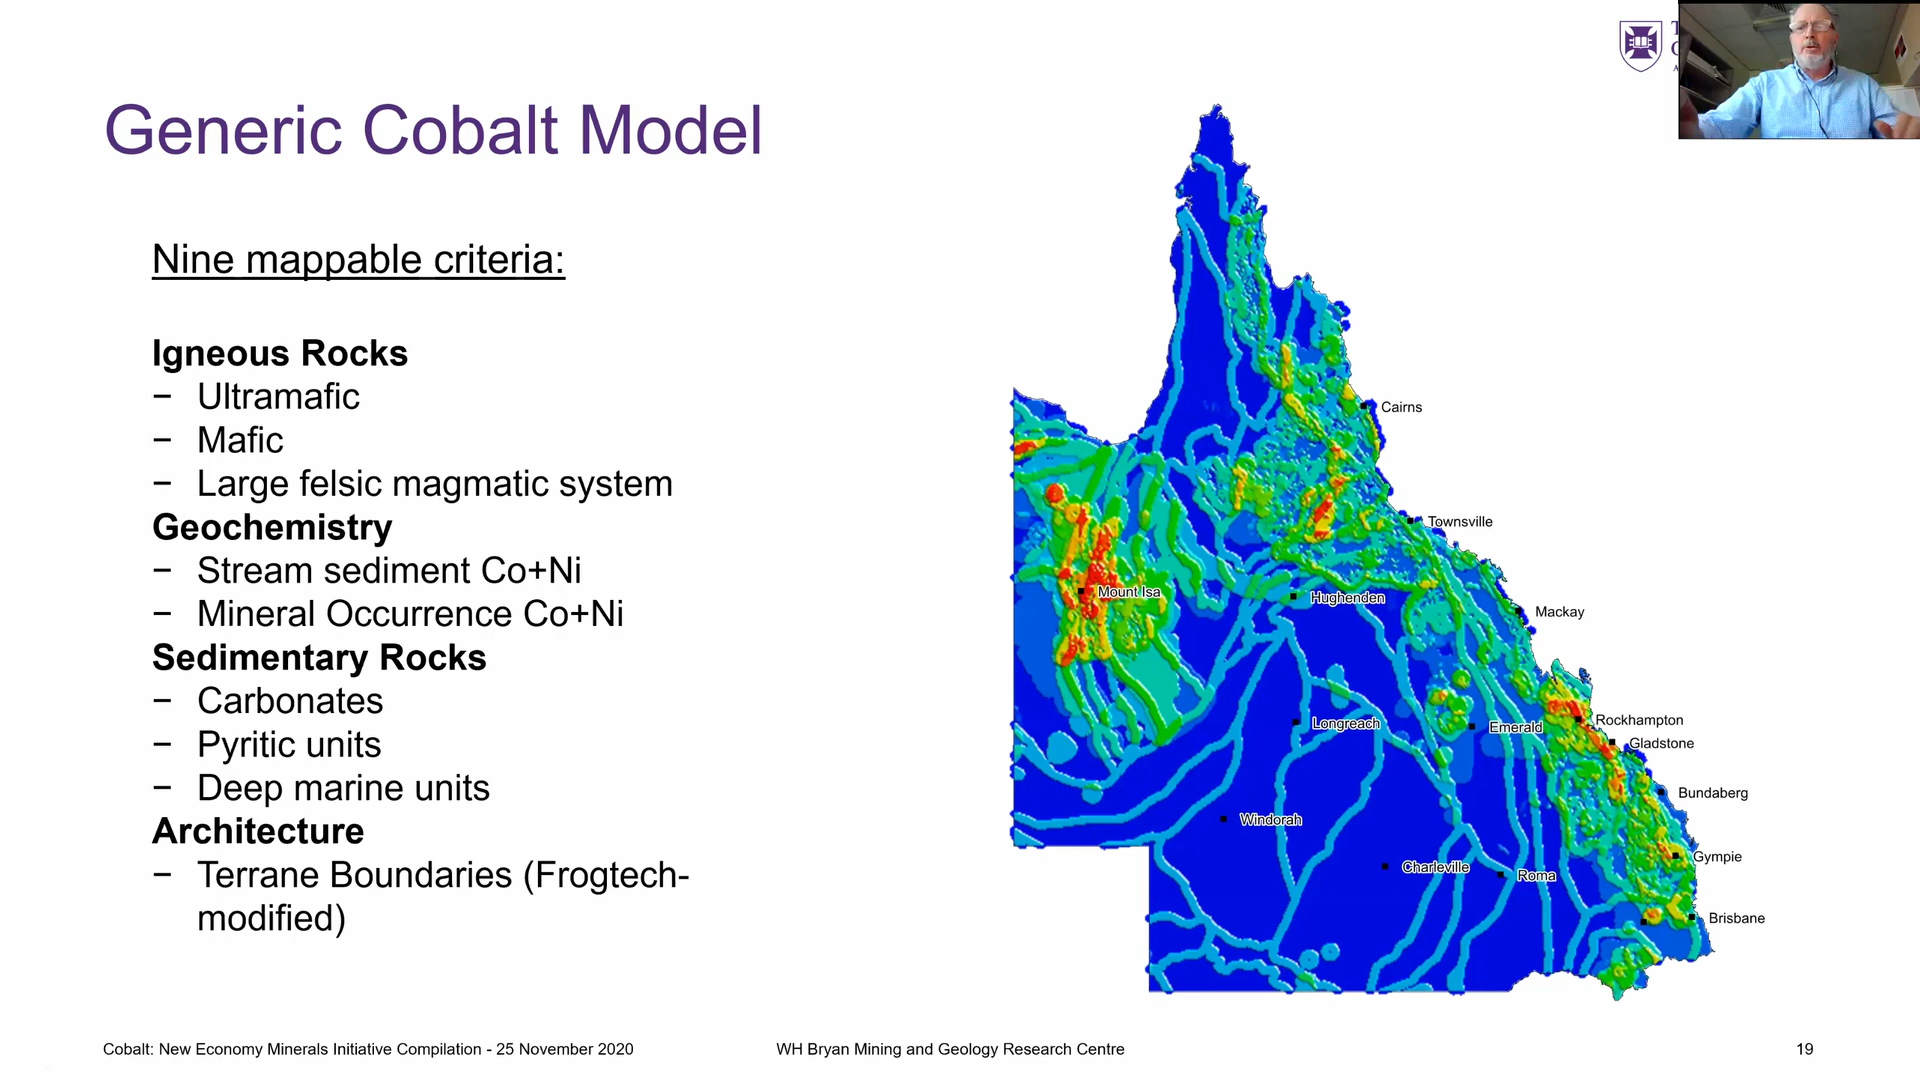 Generic Cobalt Model
Nine mappable criteria:
Igneous Rocks
− Ultramafic
− Mafic
− Large felsic magmatic system
Geochemistry
− Stream sediment Co+Ni
− Mineral Occurrence Co+Ni
Sedimentary Rocks
− Carbonates
− Pyritic units
− Deep marine units
Architecture
− Terrane Boundaries (Frogtech-
modified)
Cairns
Townsville
Mount Isa
Hughenden
Mackay
Longreach
Emerald
Rockhampton
Gladstone
Bundaberg
Windorah
Gympie
Charleville
Roma
Brisbane
Cobalt: New Economy Minerals Initiative Compilation - 25 November 2020
WH Bryan Mining and Geology Research Centre
19